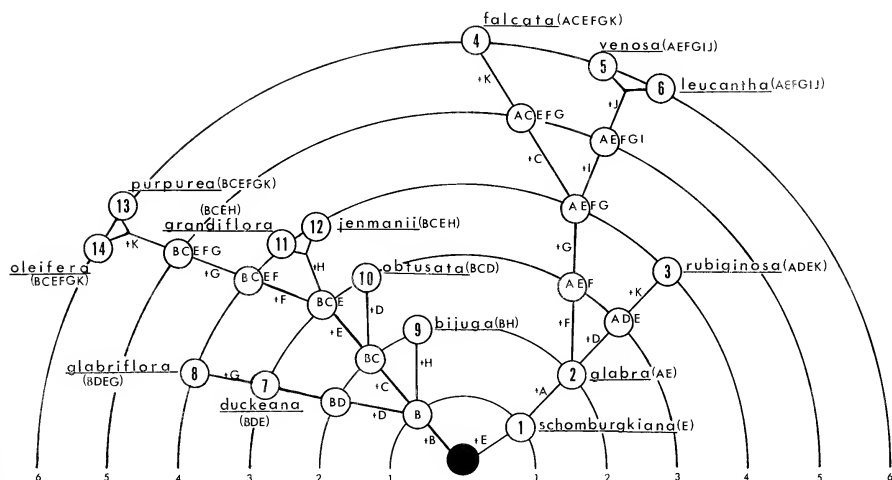 falcata(ACEFGK)
4
venosa(AEFGIJ)
5
6
leucantha(AEFGIJ)
+K
+J
ACEFG
AEFGI
+C
+I
purpurea(BCEFGK)
13
(BCEH)
AEFG
grandiflora
12
jenmanii(BCEH)
14
+K
11
BCEFG
+G
oleifera
(BCEFGK)
+G
BCEF
+H
10
obtusata(BCD)
3
rubiginosa(ADEK)
+F
BCE
+D
AEF
+K
ADE
+E
9
bijuga(BH)
+F
+D
glabriflora
(BDEG)
8
+G
7
BC
+H
2
glabra(AE)
duckeana
(BDE)
BD
+C
+A
+D
B
1
schomburgkiana(E)
+B
+E
6 5 4 3 2 1 1 2 3 4 5 6